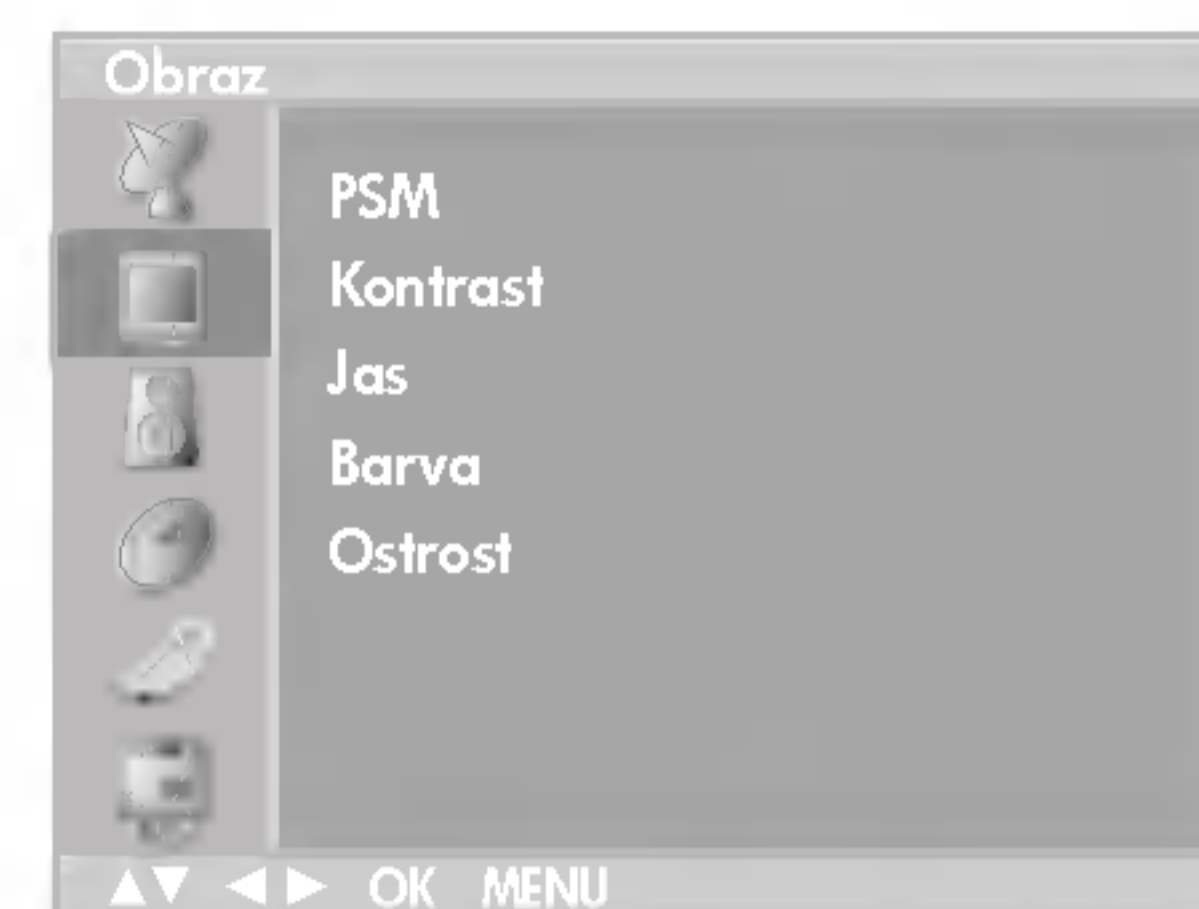 Obraz
PSM
Kontrast
Jas
Barva
Ostrost
▲▼ ◀ ▶ OK MENU